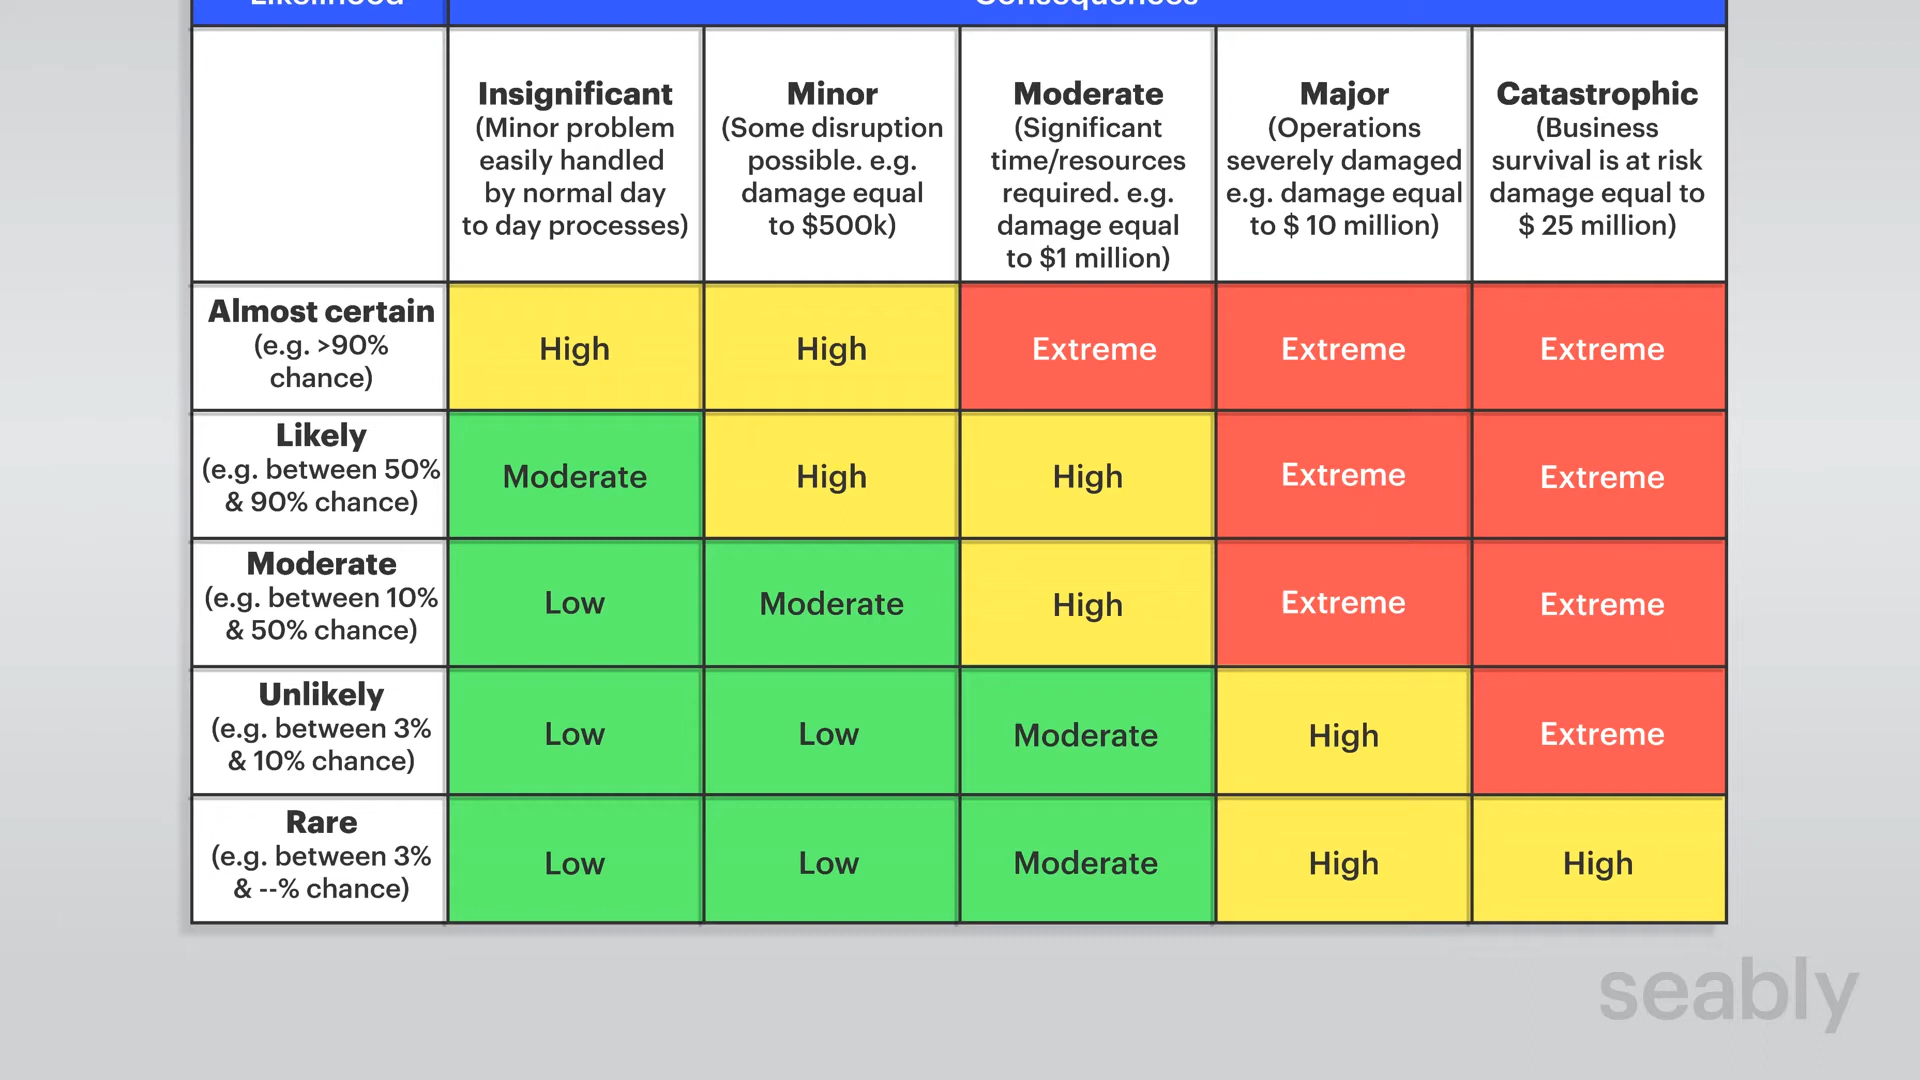 Likelihood
Consequences
Insignificant
(Minor problem
easily handled
by normal day
to day processes)
Minor
(Some disruption
possible. e.g.
damage equal
to $500k)
Moderate
(Significant
time/resources
required. e.g.
damage equal
to $1 million)
Major
(Operations
severely damaged
e.g. damage equal
to $ 10 million)
Catastrophic
(Business
survival is at risk
damage equal to
$ 25 million)
Almost certain
(e.g. >90%
chance)
High
High
Extreme
Extreme
Extreme
Likely
(e.g. between 50%
& 90% chance)
Moderate
High
High
Extreme
Extreme
Moderate
(e.g. between 10%
& 50% chance)
Low
Moderate
High
Extreme
Extreme
Unlikely
(e.g. between 3%
& 10% chance)
Low
Low
Moderate
High
Extreme
Rare
(e.g. between 3%
& --% chance)
Low
Low
Moderate
High
High
seably